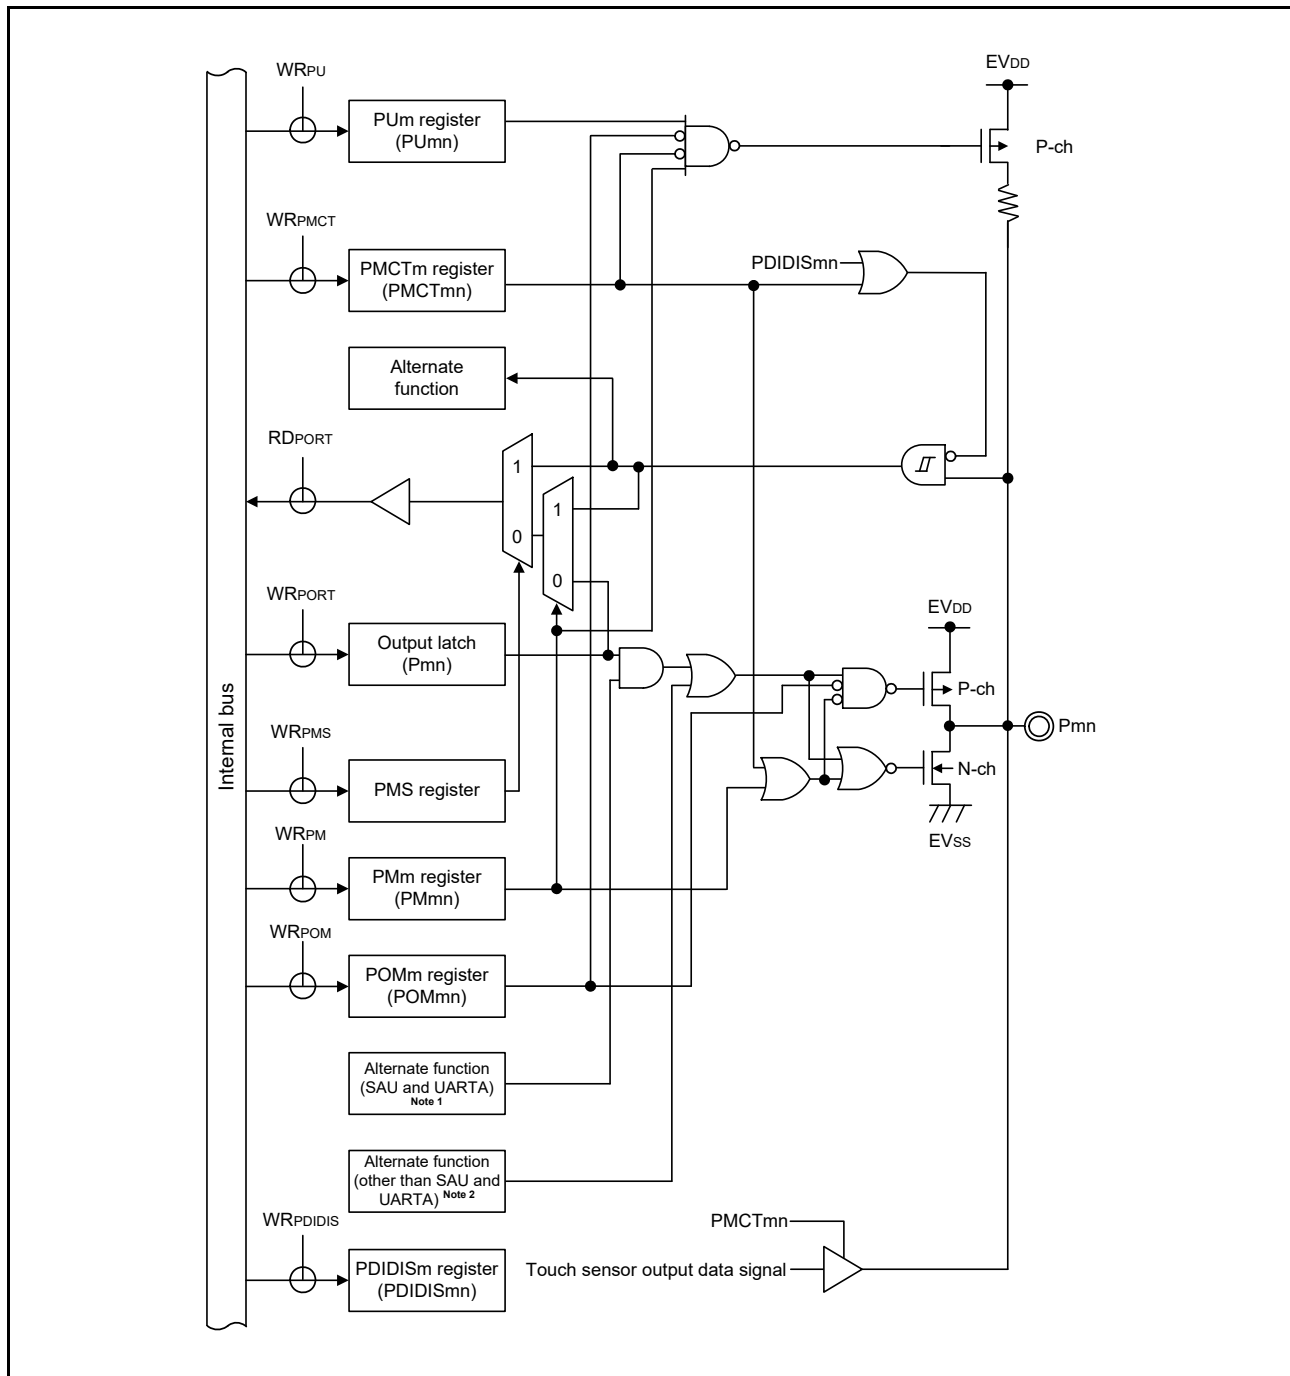 WRPU
EVDD
PUm register
(PUmn)
P-ch
WRPMCT
PMCTm register
(PMCTmn)
PDIDISmn
Alternate
function
RDPORT
1
0
1
0
WRPORT
EVDD
Output latch
(Pmn)
P-ch
Internal bus
WRPMS
Pmn
PMS register
N-ch
WRPM
EVSS
PMm register
(PMmn)
WRPOM
POMm register
(POMmn)
Alternate function
(SAU and UARTA)
Note 1
Alternate function
(other than SAU and
UARTA) Note 2
WRPDIDIS
PMCTmn
PDIDISm register
(PDIDISmn)
Touch sensor output data signal